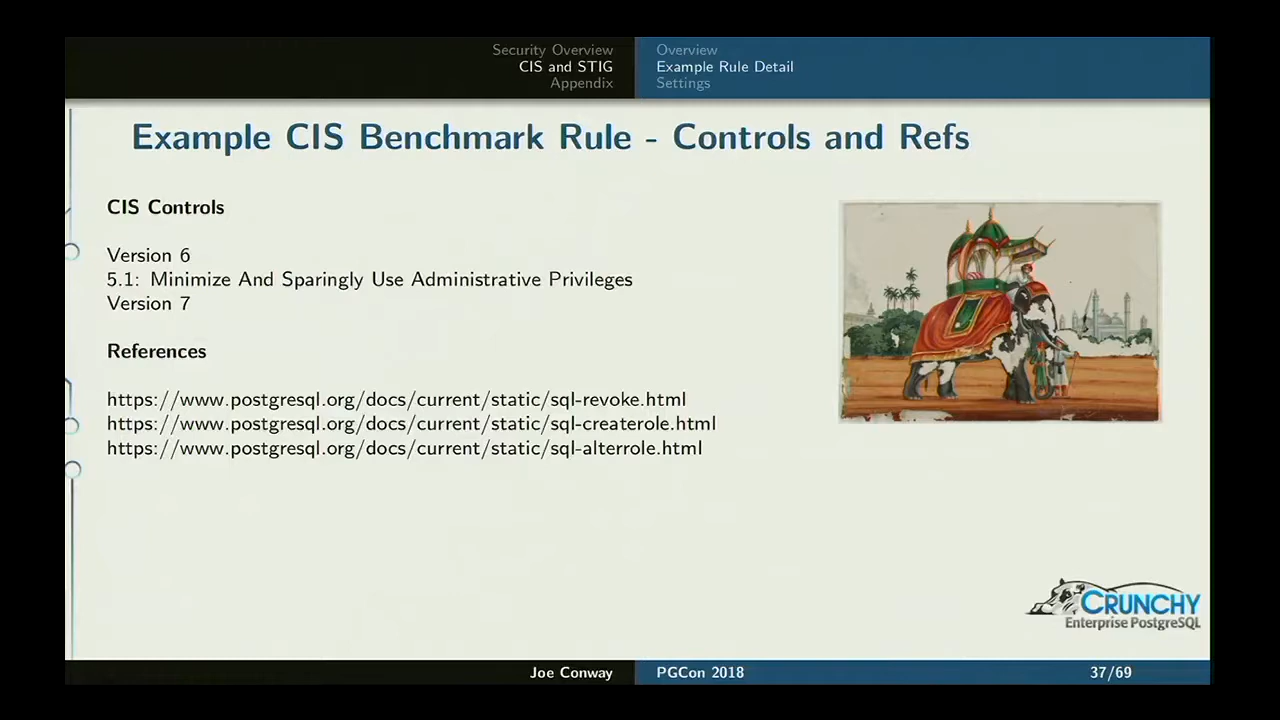 Security Overview
CIS and STIG
Appendix
Overview
Example Rule Detail
Settings
Example CIS Benchmark Rule - Controls and Refs
CIS Controls
Version 6
5.1: Minimize And Sparingly Use Administrative Privileges
Version 7
References
https://www.postgresql.org/docs/current/static/sql-revoke.html
https://www.postgresql.org/docs/current/static/sql-createrole.html
https://www.postgresql.org/docs/current/static/sql-alterrole.html
CRUNCHY
Enterprise PostgreSQL
Joe Conway
PGCon 2018
37/69